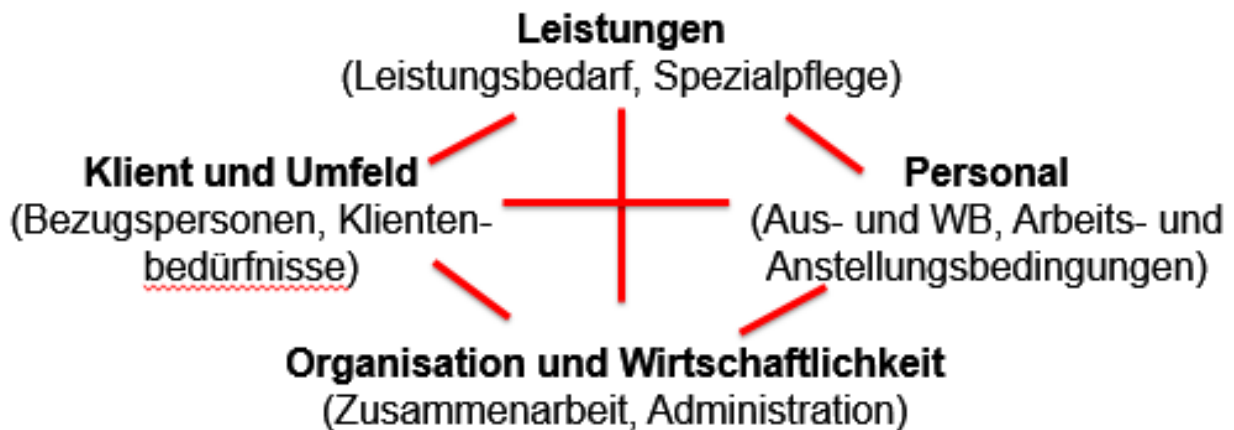 Leistungen
(Leistungsbedarf, Spezialpflege)
Klient und Umfeld
(Bezugspersonen, Klienten-
bedürfnisse)
Personal
(Aus- und WB, Arbeits- und
Anstellungsbedingungen)
Organisation und Wirtschaftlichkeit
(Zusammenarbeit, Administration)